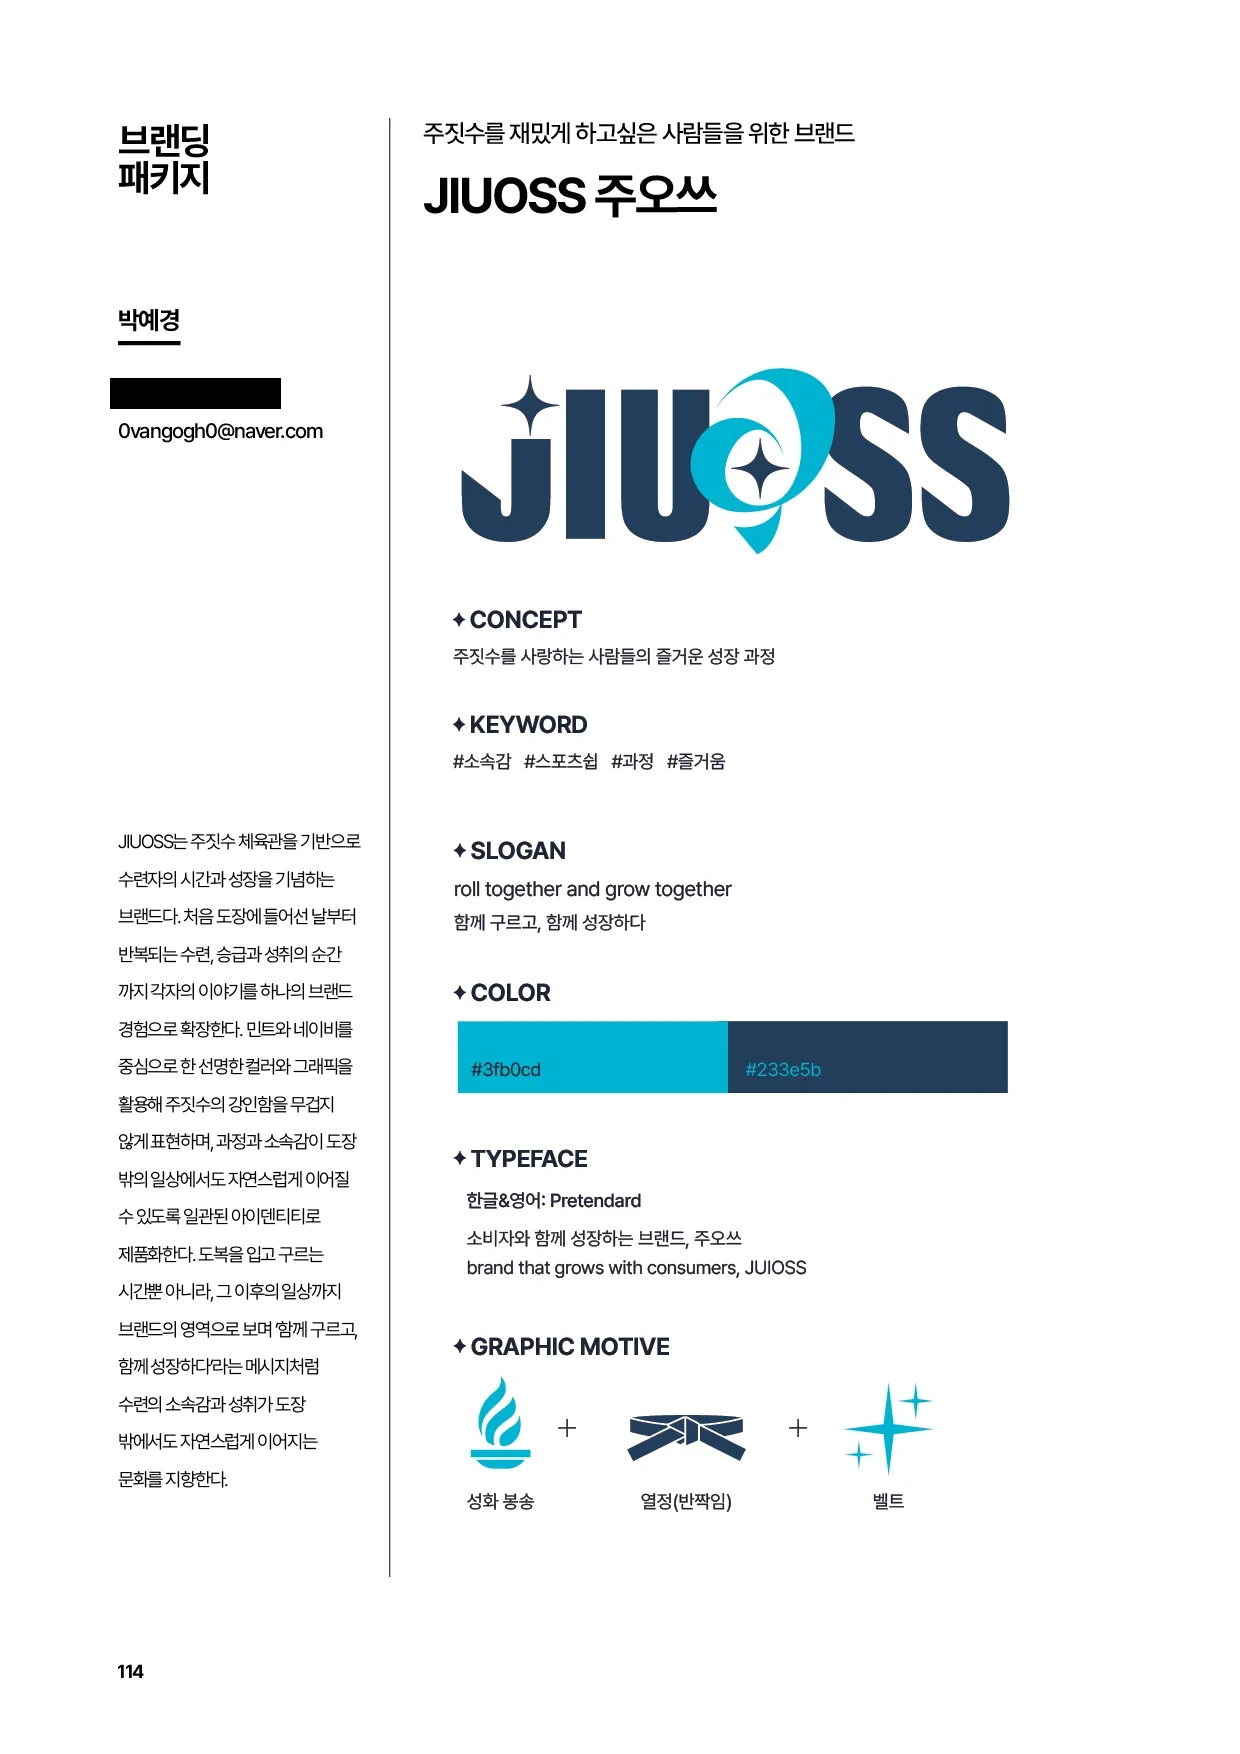 브랜딩
패키지
박예경
0vangogh0@naver.com
JIUOSS는 주짓수 체육관을 기반으로
수련자의 시간과 성장을 기념하는
브랜드다. 처음 도장에 들어선 날부터
반복되는 수련, 승급과 성취의 순간
까지 각자의 이야기를 하나의 브랜드
경험으로 확장한다. 민트와 네이비를
중심으로 한 선명한 컬러와 그래픽을
활용해 주짓수의 강인함을 무겁지
않게 표현하며, 과정과 소속감이 도장
밖의 일상에서도 자연스럽게 이어질
수 있도록 일관된 아이덴티티로
제품화한다. 도복을 입고 구르는
시간뿐 아니라, 그 이후의 일상까지
브랜드의 영역으로 보며 ‘함께 구르고,
함께 성장하다’라는 메시지처럼
수련의 소속감과 성취가 도장
밖에서도 자연스럽게 이어지는
문화를 지향한다.
114
주짓수를 재밌게 하고싶은 사람들을 위한 브랜드
JIUOSS 주오쓰
JIUOSS
CONCEPT
주짓수를 사랑하는 사람들의 즐거운 성장 과정
KEYWORD
#소속감 #스포츠쉽 #과정 #즐거움
SLOGAN
roll together and grow together
함께 구르고, 함께 성장하다
COLOR
#3fb0cd #233e5b
TYPEFACE
한글&영어: Pretendard
소비자와 함께 성장하는 브랜드, 주오쓰
brand that grows with consumers, JUIOSS
GRAPHIC MOTIVE
+ +
성화 봉송 열정(반짝임) 벨트